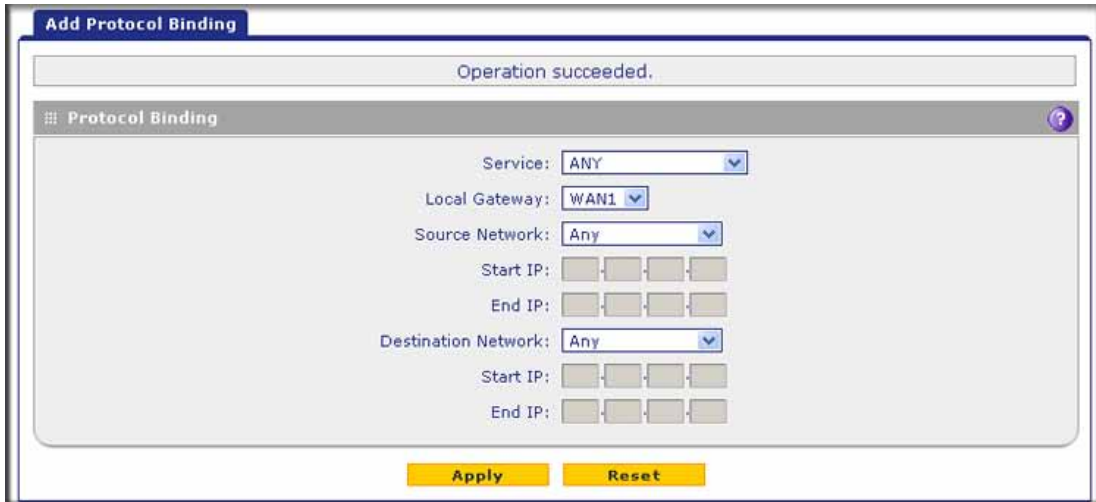 Add Protocol Binding
Operation succeeded.
Protocol Binding ?
Service: ANY
Local Gateway: WAN1
Source Network: Any
Start IP: . . .
End IP: . . .
Destination Network: Any
Start IP: . . .
End IP: . . .
Apply Reset